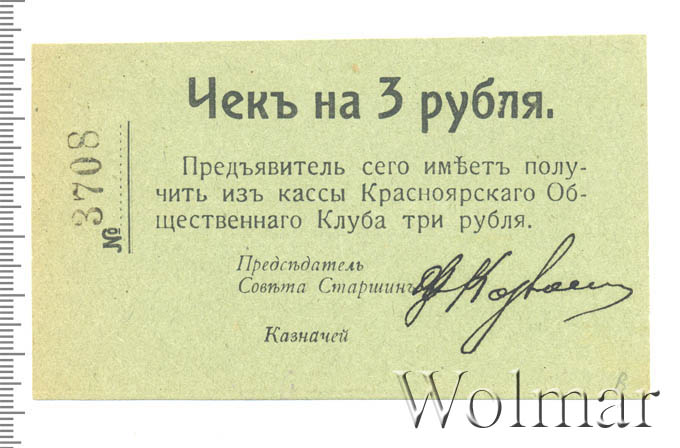 Чекъ на 3 рубля.
№ 3708
Предъявитель сего имѣетъ полу-
чить изъ кассы Красноярскаго Об-
щественнаго Клуба три рубля.
Предсѣдатель
Совѣта Старшинъ
Казначей
Wolmar